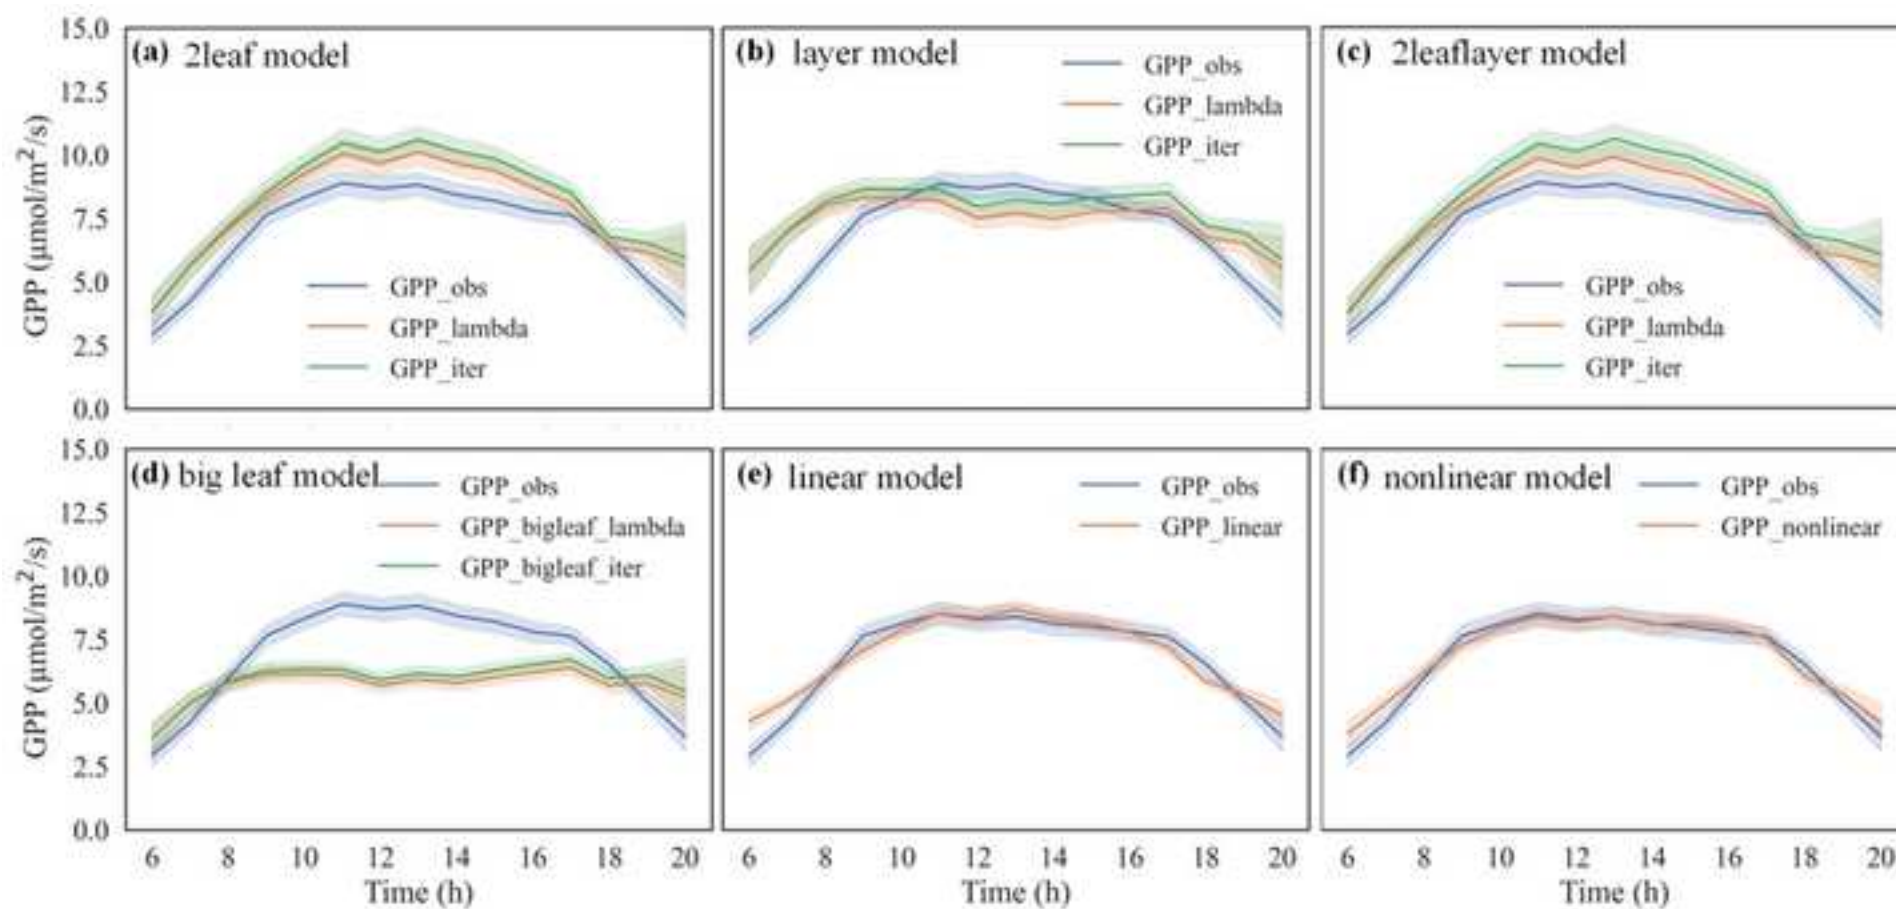 (a) 2leaf model
(b) layer model
(c) 2leaflayer model
GPP (μmol/m²/s)
15.0
12.5
10.0
7.5
5.0
2.5
0.0
GPP_obs
GPP_lambda
GPP_iter
GPP_obs
GPP_lambda
GPP_iter
GPP_obs
GPP_lambda
GPP_iter
(d) big leaf model
GPP_obs
GPP_bigleaf_lambda
GPP_bigleaf_iter
(e) linear model
GPP_obs
GPP_linear
(f) nonlinear model
GPP_obs
GPP_nonlinear
GPP (μmol/m²/s)
15.0
12.5
10.0
7.5
5.0
2.5
0.0
6 8 10 12 14 16 18 20
6 8 10 12 14 16 18 20
6 8 10 12 14 16 18 20
Time (h)
Time (h)
Time (h)